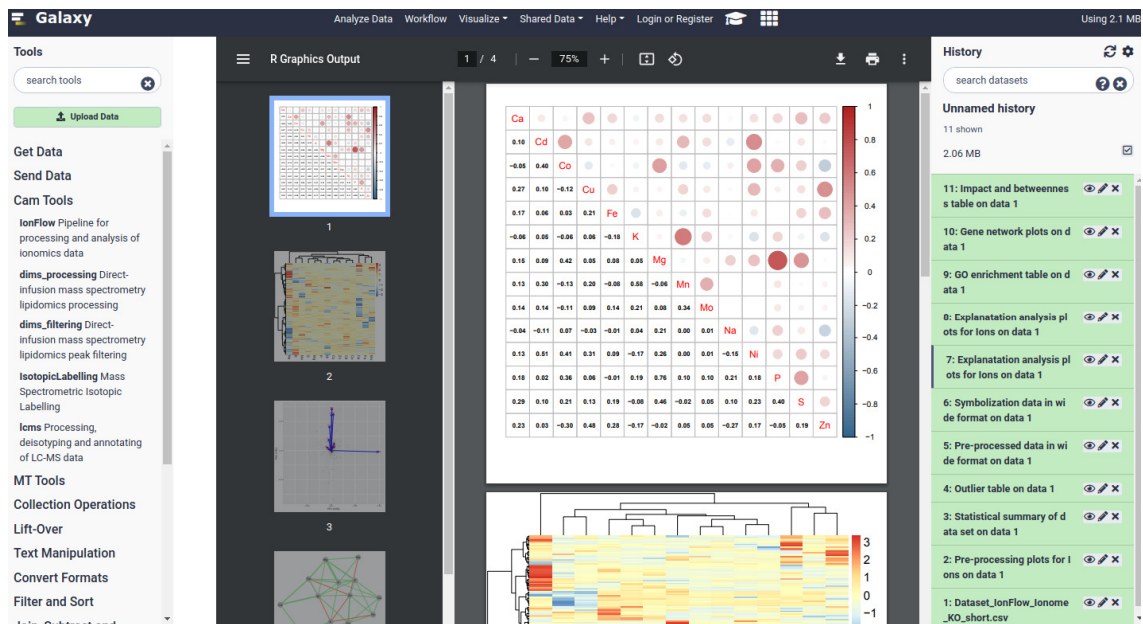 Galaxy
Analyze Data Workflow Visualize Shared Data Help Login or Register
Using 2.1 MB
Tools
search tools
Upload Data
Get Data
Send Data
Cam Tools
IonFlow Pipeline for
processing and analysis of
ionomics data
dims_processing Direct-
infusion mass spectrometry
lipidomics processing
dims_filtering Direct-
infusion mass spectrometry
lipidomics peak filtering
IsotopicLabelling Mass
Spectrometric Isotopic
Labelling
lcms Processing,
deisotyping and annotating
of LC-MS data
MT Tools
Collection Operations
Lift-Over
Text Manipulation
Convert Formats
Filter and Sort
Join, Subtract and
R Graphics Output
1 / 4
75%
1
2
3
Ca
0.10 Cd
-0.05 0.40 Co
0.27 0.10 -0.12 Cu
0.17 0.06 0.03 0.21 Fe
-0.06 0.05 -0.06 0.06 -0.18 K
0.15 0.09 0.42 0.05 0.08 0.05 Mg
0.13 0.30 -0.13 0.20 -0.08 0.58 -0.06 Mn
0.14 0.14 -0.11 0.09 0.14 0.21 0.08 0.34 Mo
-0.04 -0.11 0.07 -0.03 -0.01 0.04 0.21 0.00 0.01 Na
0.13 0.51 0.41 0.31 0.09 -0.17 0.26 0.00 0.01 -0.15 Ni
0.18 0.02 0.36 0.06 -0.01 0.19 0.76 0.10 0.10 0.21 0.18 P
0.29 0.10 0.21 0.13 0.19 -0.08 0.46 -0.02 0.05 0.10 0.23 0.40 S
0.23 0.03 -0.30 0.48 0.28 -0.17 -0.02 0.05 0.05 -0.27 0.17 -0.05 0.19 Zn
1
0.8
0.6
0.4
0.2
0
-0.2
-0.4
-0.6
-0.8
-1
3
2
1
0
-1
History
search datasets
Unnamed history
11 shown
2.06 MB
11: Impact and betweennes
s table on data 1
10: Gene network plots on d
ata 1
9: GO enrichment table on d
ata 1
8: Explanatation analysis pl
ots for Ions on data 1
7: Explanatation analysis pl
ots for Ions on data 1
6: Symbolization data in wi
de format on data 1
5: Pre-processed data in wi
de format on data 1
4: Outlier table on data 1
3: Statistical summary of d
ata set on data 1
2: Pre-processing plots for I
ons on data 1
1: Dataset_IonFlow_Ionome
_KO_short.csv